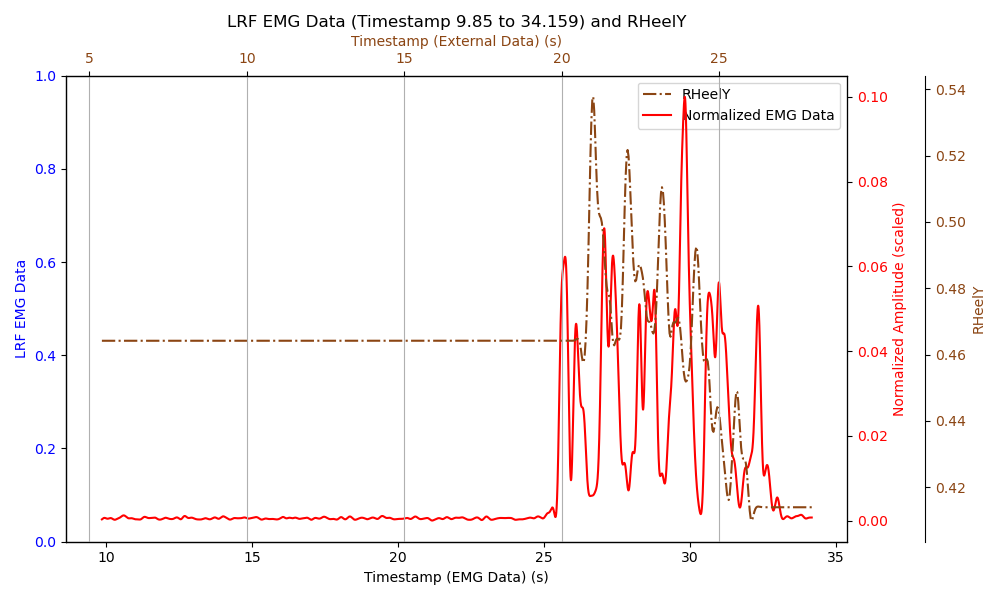 LRF EMG Data (Timestamp 9.85 to 34.159) and RHeelY
Timestamp (External Data) (s)
5 10 15 20 25
RHeelY
Normalized EMG Data
LRF EMG Data
1.0
0.8
0.6
0.4
0.2
0.0
Normalized Amplitude (scaled)
0.10
0.08
0.06
0.04
0.02
0.00
RHeelY
0.54
0.52
0.50
0.48
0.46
0.44
0.42
10 15 20 25 30 35
Timestamp (EMG Data) (s)